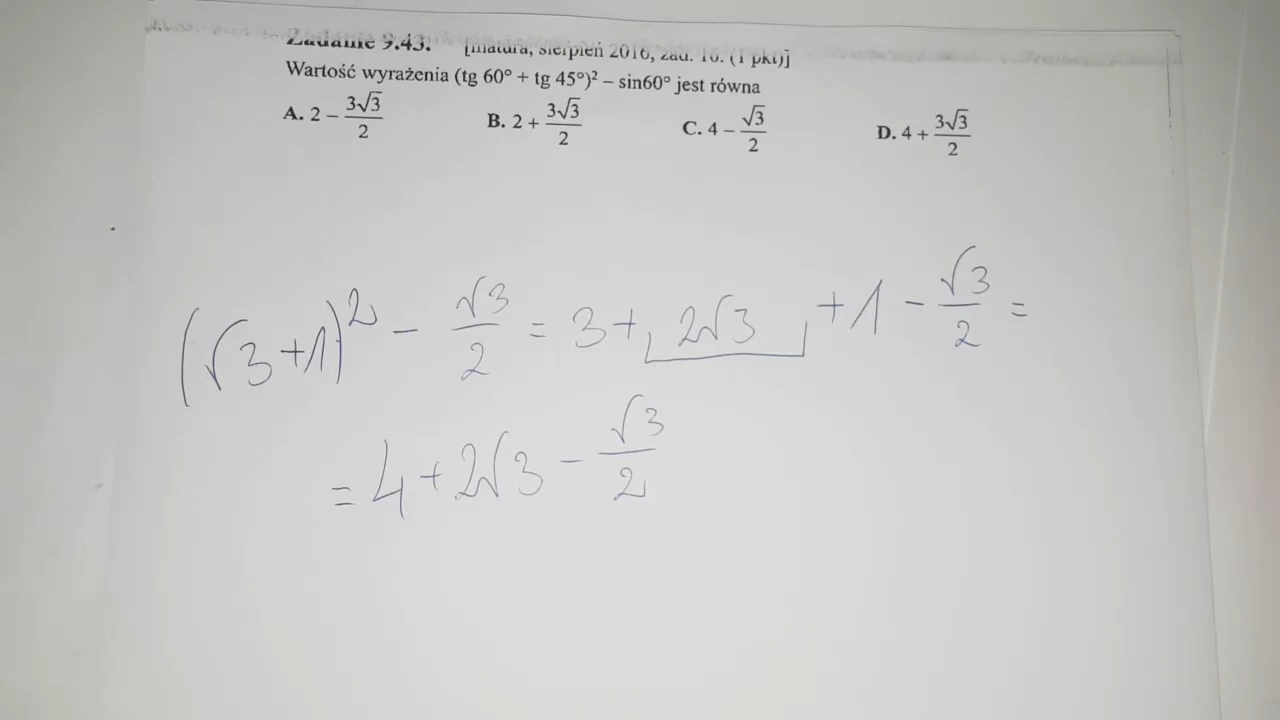 Zadanie 9.43. [matura, sierpień 2016, zad. 16. (1 pkt)]
Wartość wyrażenia (tg 60° + tg 45°)² – sin60° jest równa
A. 2 – 3√3/2 B. 2 + 3√3/2 C. 4 – √3/2 D. 4 + 3√3/2
(√3+1)² – √3/2 = 3 + 2√3 + 1 – √3/2 =
= 4 + 2√3 – √3/2